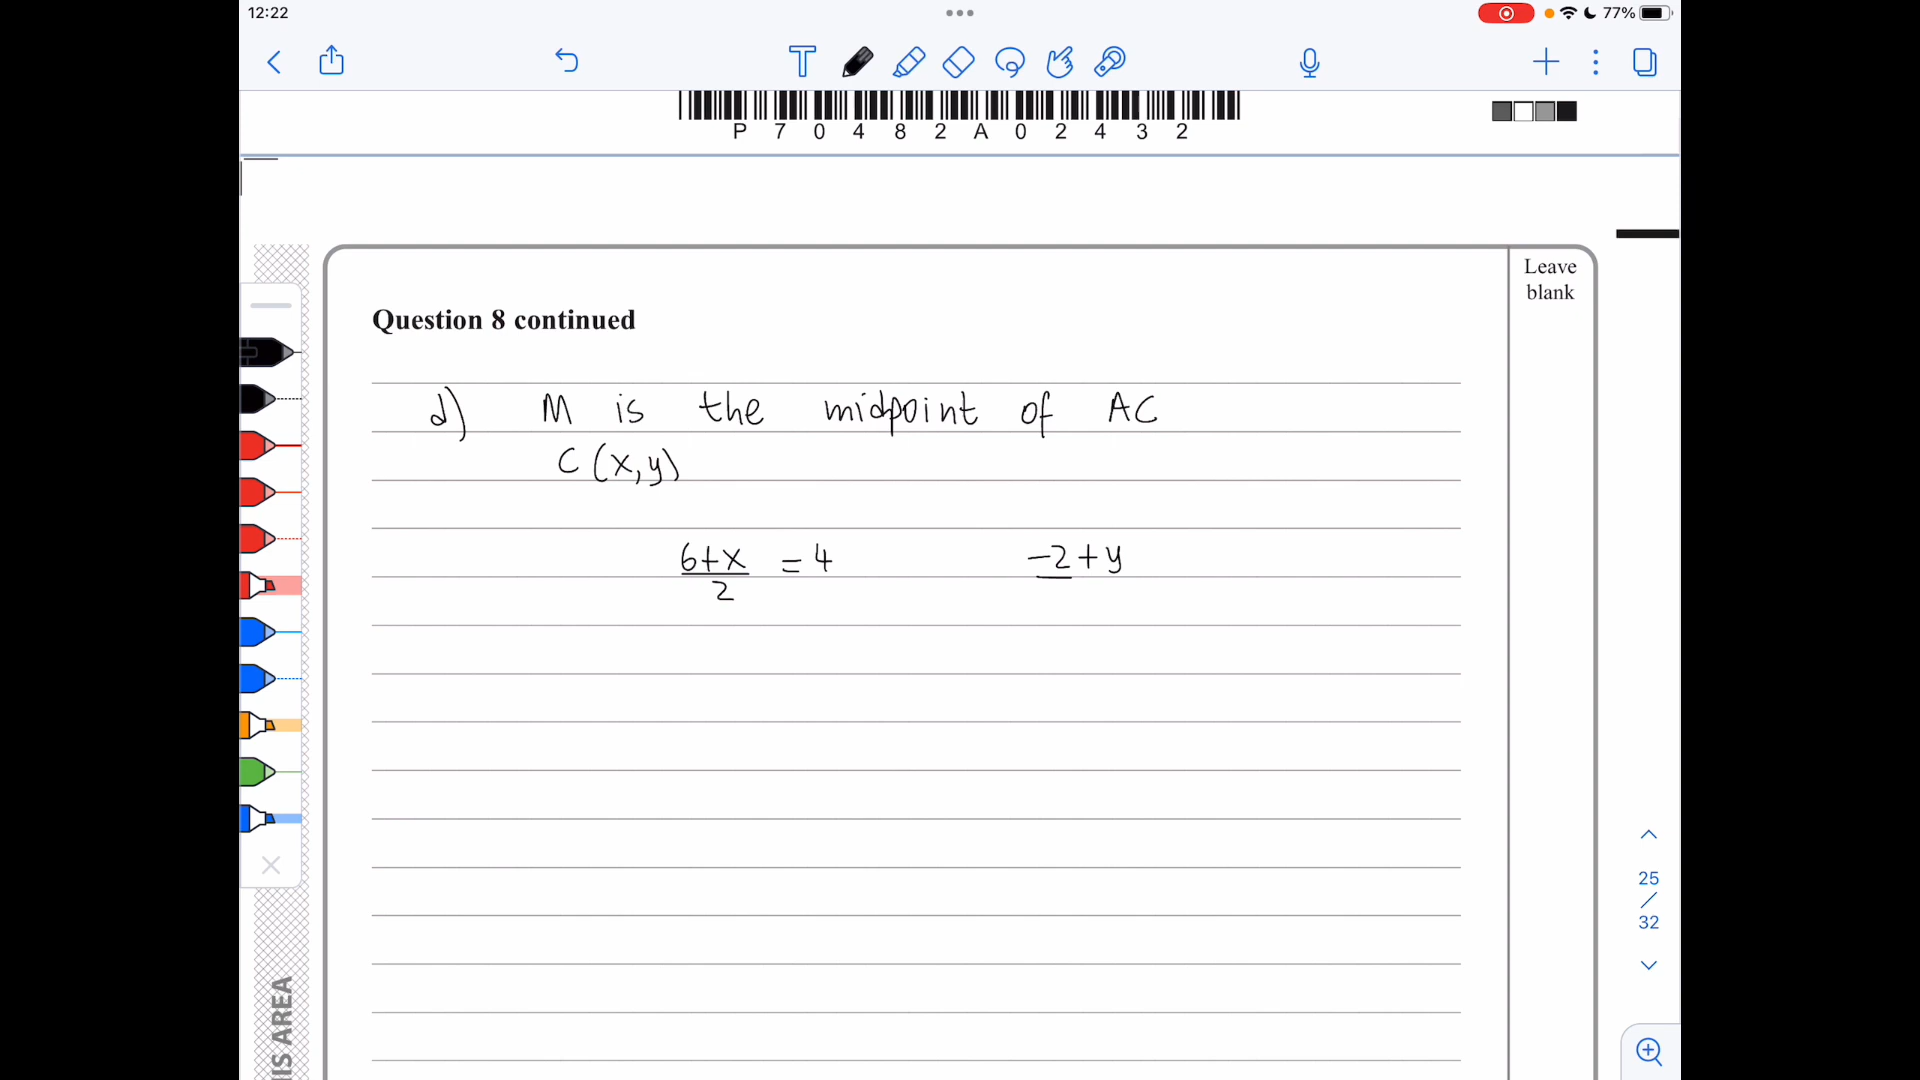 12:22
77%
P 7 0 4 8 2 A 0 2 4 3 2
Leave
blank
Question 8 continued
d) M is the midpoint of AC
C (x,y)
6+x = 4 -2+y
2
25
/
32
IS AREA